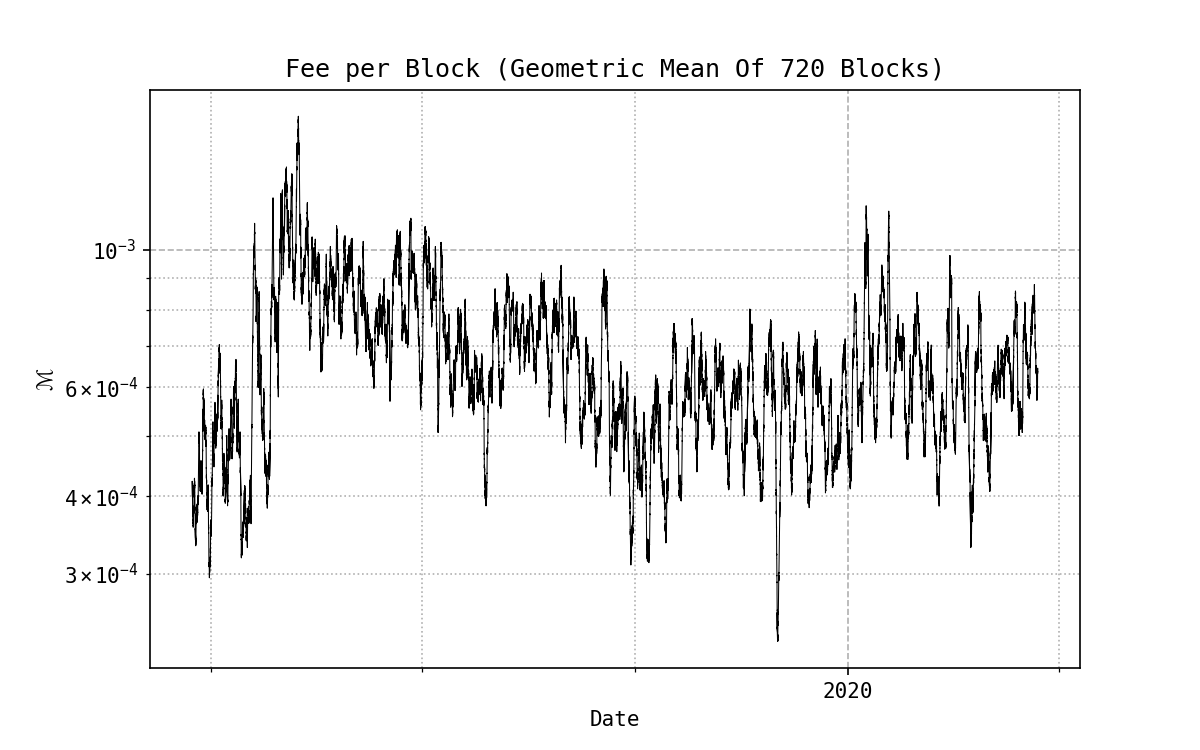 Fee per Block (Geometric Mean Of 720 Blocks)
ℳ
10⁻³
6×10⁻⁴
4×10⁻⁴
3×10⁻⁴
2020
Date